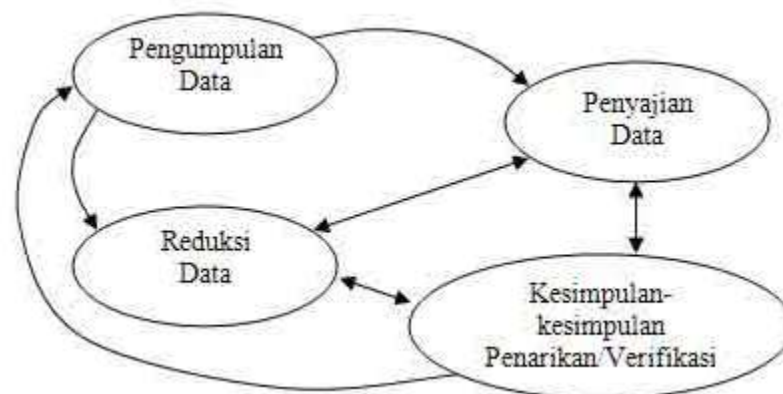 Pengumpulan
Data
Penyajian
Data
Reduksi
Data
Kesimpulan-
kesimpulan
Penarikan/Verifikasi